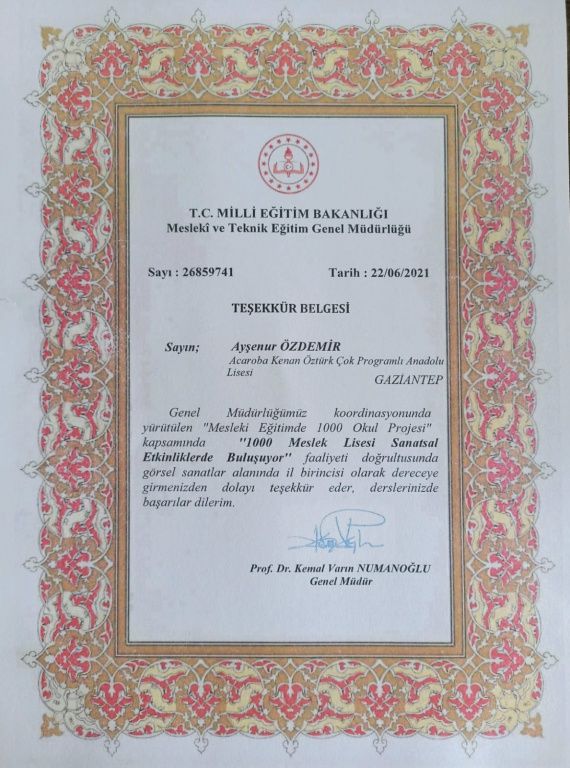 T.C. MİLLİ EĞİTİM BAKANLIĞI
Meslekî ve Teknik Eğitim Genel Müdürlüğü
Sayı : 26859741 Tarih : 22/06/2021
TEŞEKKÜR BELGESİ
Sayın; Ayşenur ÖZDEMİR
Acaroba Kenan Öztürk Çok Programlı Anadolu
Lisesi
GAZİANTEP
Genel Müdürlüğümüz koordinasyonunda
yürütülen "Mesleki Eğitimde 1000 Okul Projesi"
kapsamında "1000 Meslek Lisesi Sanatsal
Etkinliklerde Buluşuyor" faaliyeti doğrultusunda
görsel sanatlar alanında il birincisi olarak dereceye
girmenizden dolayı teşekkür eder, derslerinizde
başarılar dilerim.
Prof. Dr. Kemal Varın NUMANOĞLU
Genel Müdür